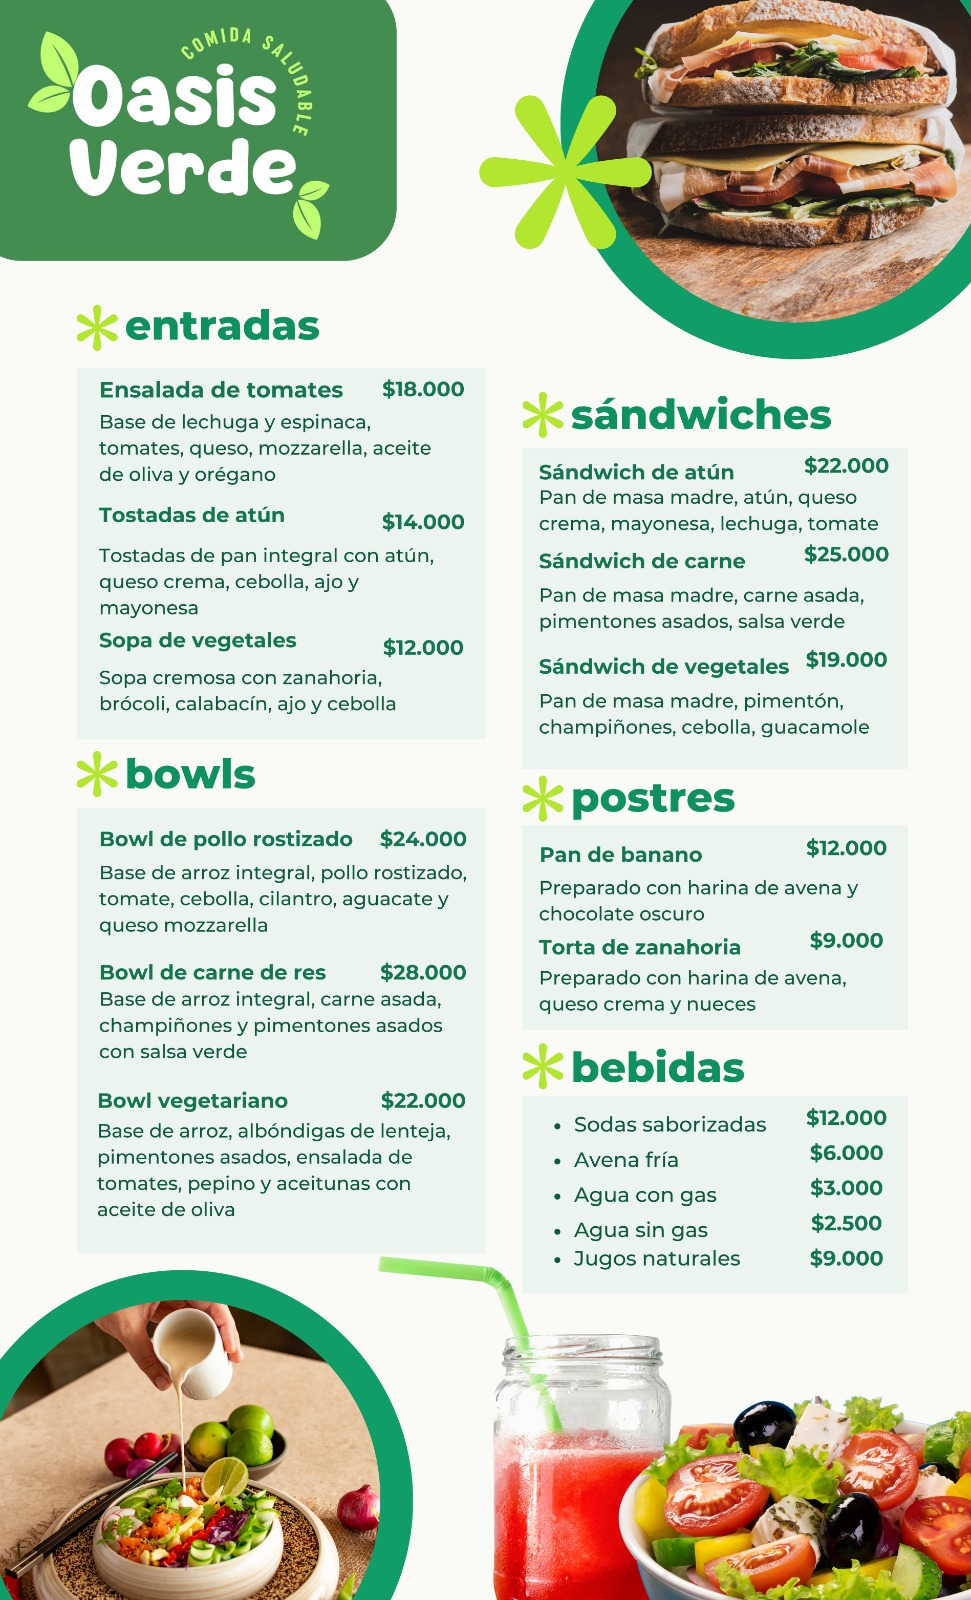 COMIDA SALUDABLE
Oasis
Verde
entradas
Ensalada de tomates $18.000
Base de lechuga y espinaca,
tomates, queso, mozzarella, aceite
de oliva y orégano
Tostadas de atún $14.000
Tostadas de pan integral con atún,
queso crema, cebolla, ajo y
mayonesa
Sopa de vegetales $12.000
Sopa cremosa con zanahoria,
brócoli, calabacín, ajo y cebolla
bowls
Bowl de pollo rostizado $24.000
Base de arroz integral, pollo rostizado,
tomate, cebolla, cilantro, aguacate y
queso mozzarella
Bowl de carne de res $28.000
Base de arroz integral, carne asada,
champiñones y pimentones asados
con salsa verde
Bowl vegetariano $22.000
Base de arroz, albóndigas de lenteja,
pimentones asados, ensalada de
tomates, pepino y aceitunas con
aceite de oliva
sándwiches
Sándwich de atún $22.000
Pan de masa madre, atún, queso
crema, mayonesa, lechuga, tomate
Sándwich de carne $25.000
Pan de masa madre, carne asada,
pimentones asados, salsa verde
Sándwich de vegetales $19.000
Pan de masa madre, pimentón,
champiñones, cebolla, guacamole
postres
Pan de banano $12.000
Preparado con harina de avena y
chocolate oscuro
Torta de zanahoria $9.000
Preparado con harina de avena,
queso crema y nueces
bebidas
• Sodas saborizadas $12.000
• Avena fría $6.000
• Agua con gas $3.000
• Agua sin gas $2.500
• Jugos naturales $9.000